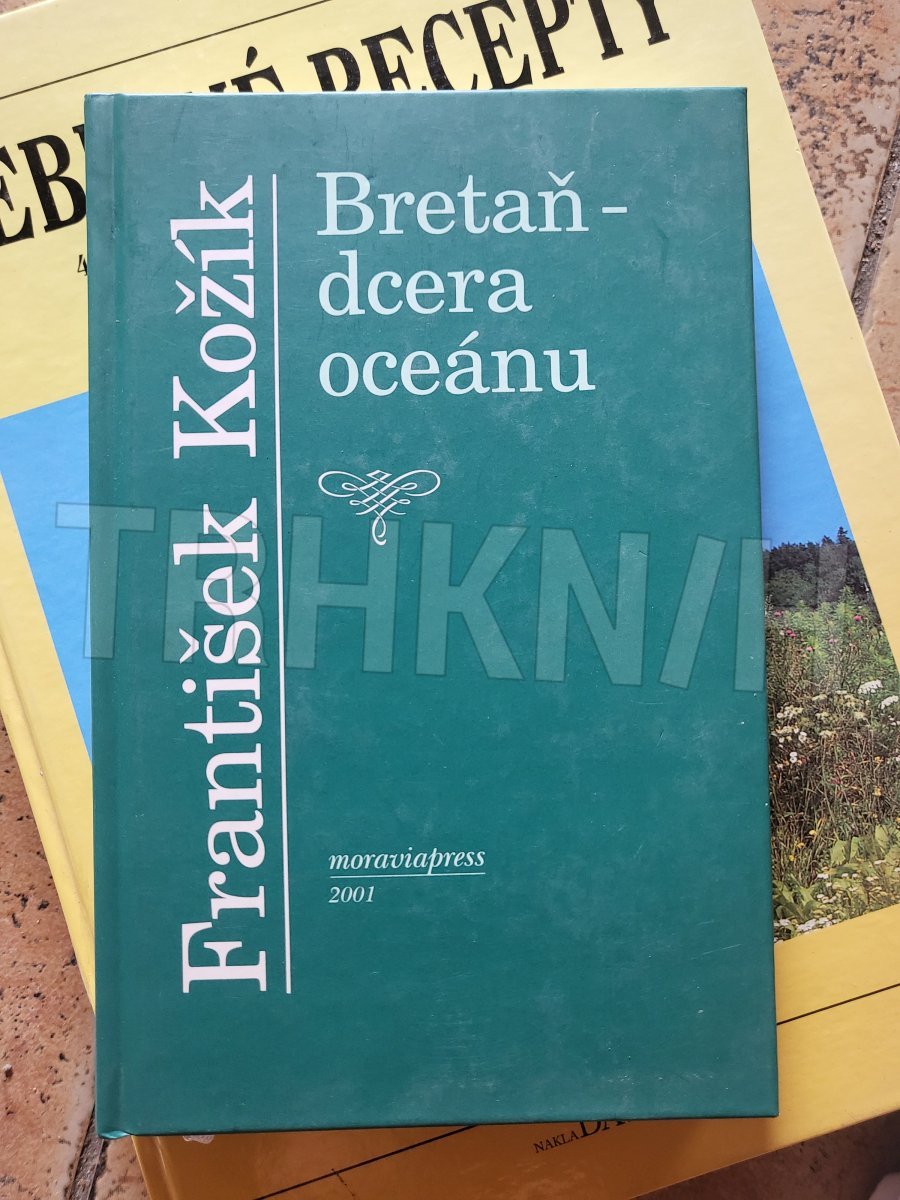 RECEPTY
František Kožík
Bretaň -
dcera
oceánu
moraviapress
2001